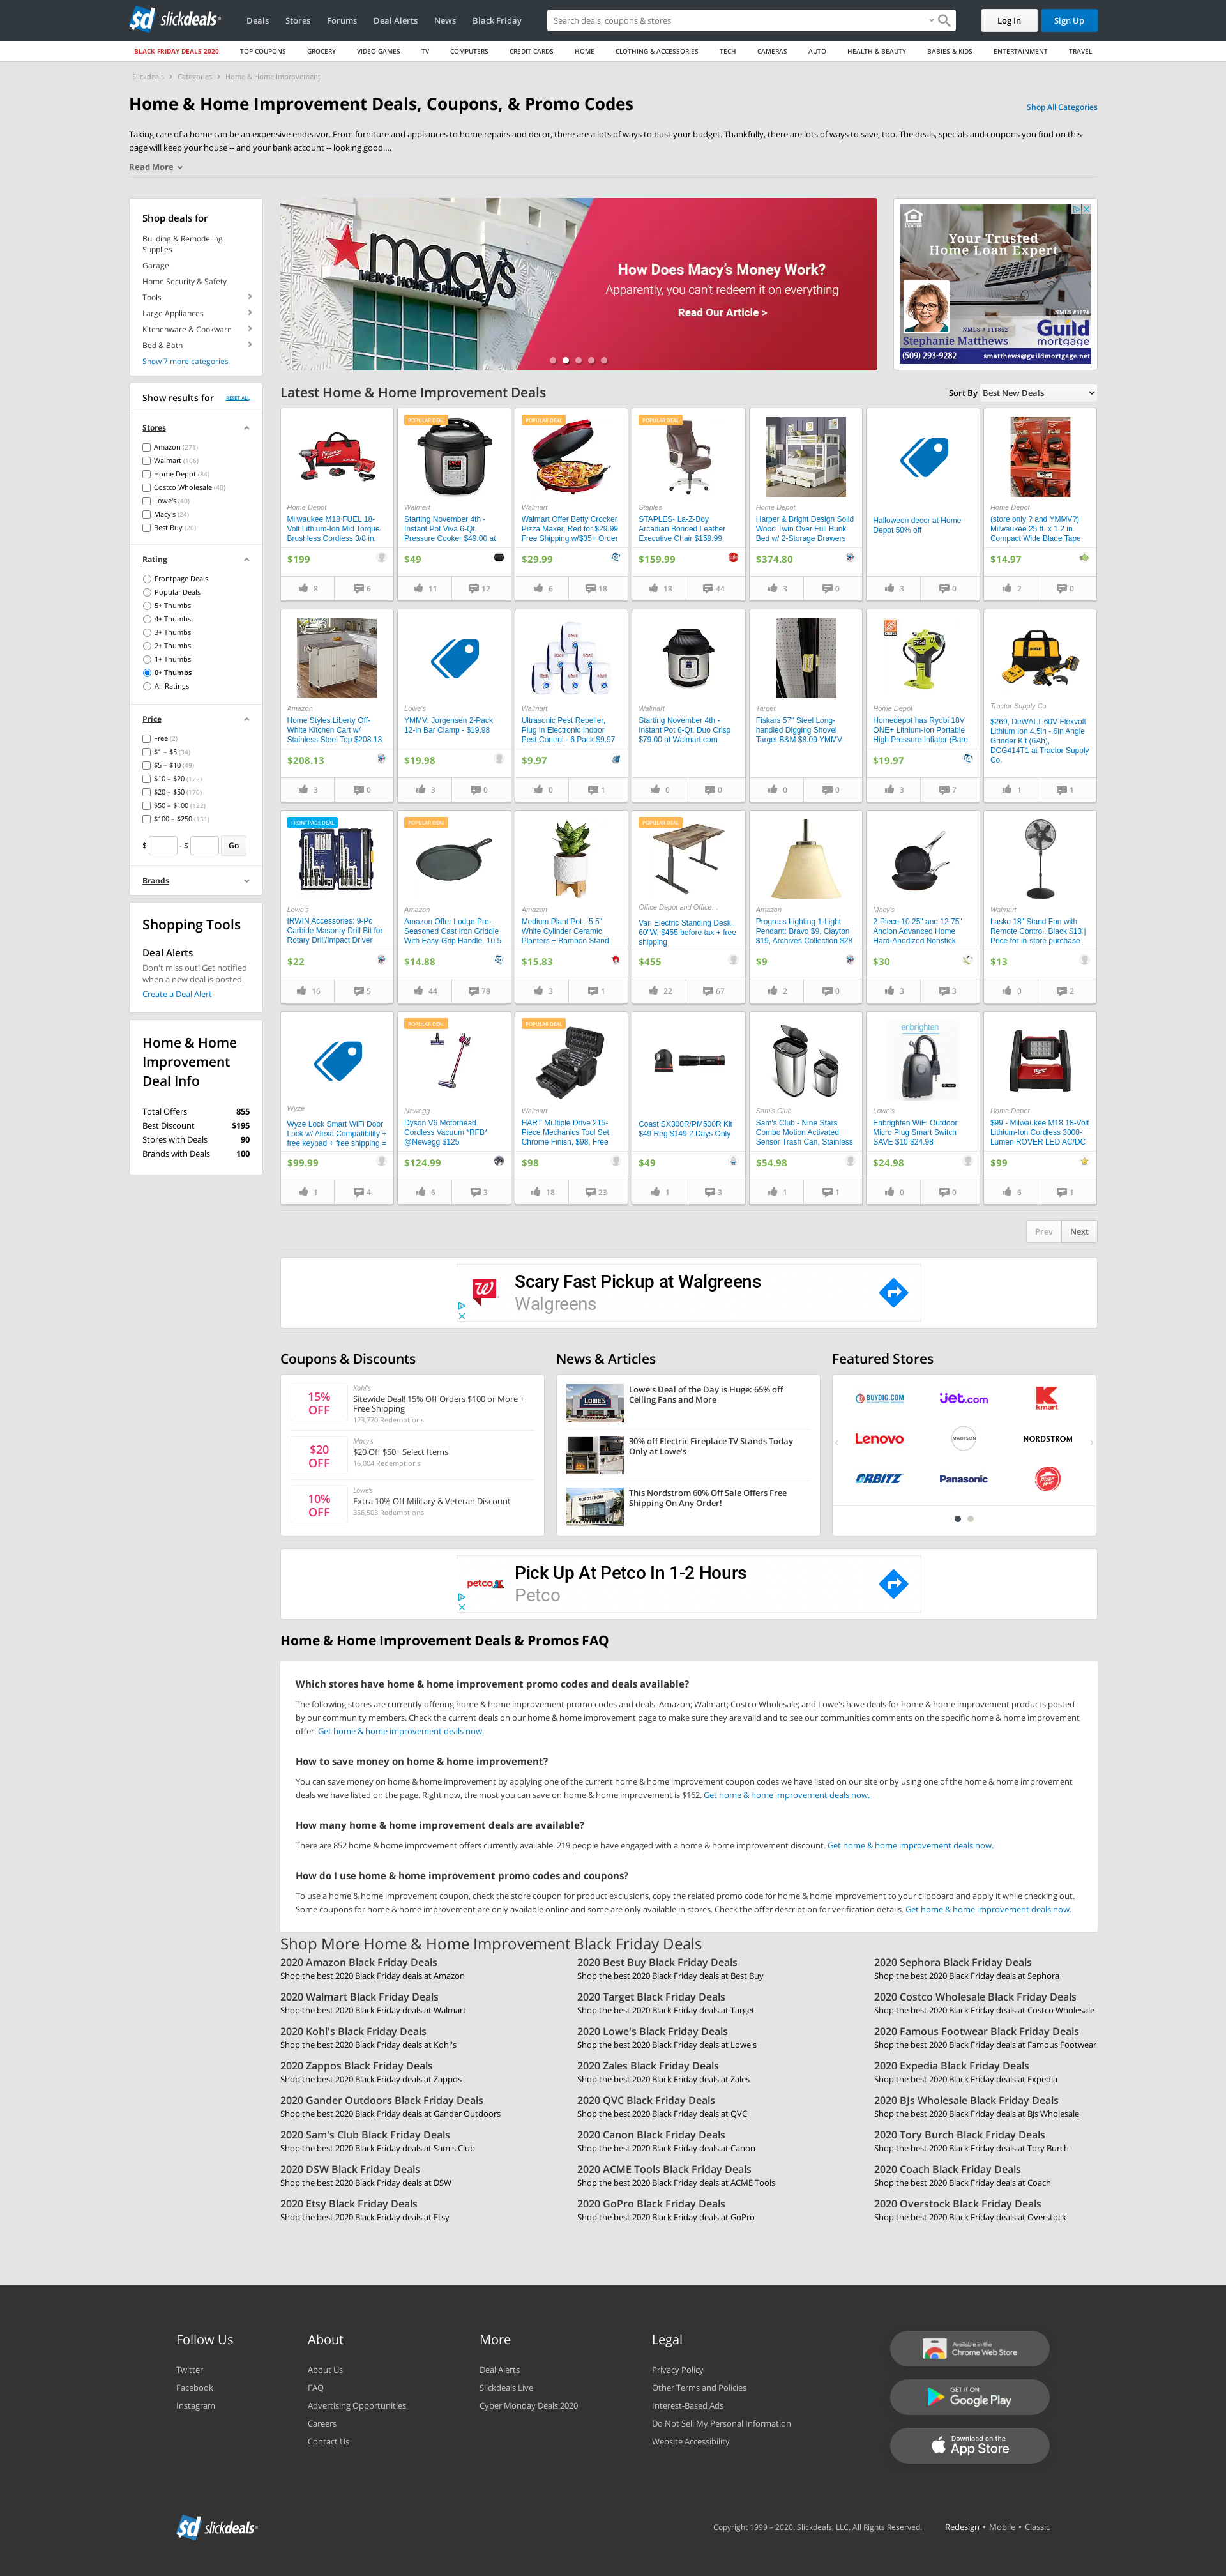 slickdeals
Deals Stores Forums Deal Alerts News Black Friday
Search deals, coupons & stores
Log In Sign Up
BLACK FRIDAY DEALS 2020 TOP COUPONS GROCERY VIDEO GAMES TV COMPUTERS CREDIT CARDS HOME CLOTHING & ACCESSORIES TECH CAMERAS AUTO HEALTH & BEAUTY BABIES & KIDS ENTERTAINMENT TRAVEL
Slickdeals › Categories › Home & Home Improvement
Home & Home Improvement Deals, Coupons, & Promo Codes
Shop All Categories
Taking care of a home can be an expensive endeavor. From furniture and appliances to home repairs and decor, there are a lots of ways to bust your budget. Thankfully, there are lots of ways to save, too. The deals, specials and coupons you find on this
page will keep your house -- and your bank account -- looking good....
Read More
Shop deals for
Building & Remodeling
Supplies
Garage
Home Security & Safety
Tools
Large Appliances
Kitchenware & Cookware
Bed & Bath
Show 7 more categories
Show results for RESET ALL
Stores
Amazon (271)
Walmart (106)
Home Depot (84)
Costco Wholesale (40)
Lowe's (40)
Macy's (24)
Best Buy (20)
Rating
Frontpage Deals
Popular Deals
5+ Thumbs
4+ Thumbs
3+ Thumbs
2+ Thumbs
1+ Thumbs
0+ Thumbs
All Ratings
Price
Free (2)
$1 – $5 (34)
$5 – $10 (49)
$10 – $20 (122)
$20 – $50 (170)
$50 – $100 (122)
$100 – $250 (131)
$ - $ Go
Brands
Shopping Tools
Deal Alerts
Don't miss out! Get notified
when a new deal is posted.
Create a Deal Alert
Home & Home
Improvement
Deal Info
Total Offers 855
Best Discount $195
Stores with Deals 90
Brands with Deals 100
macy's
MEN'S HOME FURNITURE
How Does Macy's Money Work?
Apparently, you can't redeem it on everything
Read Our Article >
Your Trusted
Home Loan Expert
NMLS #3274
NMLS # 111852
Stephanie Matthews
Guild
mortgage
(509) 293-9282 smatthews@guildmortgage.net
Latest Home & Home Improvement Deals
Sort By Best New Deals
Home Depot
Milwaukee M18 FUEL 18-
Volt Lithium-Ion Mid Torque
Brushless Cordless 3/8 in.
$199
8 6
POPULAR DEAL
Walmart
Starting November 4th -
Instant Pot Viva 6-Qt.
Pressure Cooker $49.00 at
$49
11 12
POPULAR DEAL
Walmart
Walmart Offer Betty Crocker
Pizza Maker, Red for $29.99
Free Shipping w/$35+ Order
$29.99
6 18
POPULAR DEAL
Staples
STAPLES- La-Z-Boy
Arcadian Bonded Leather
Executive Chair $159.99
$159.99
18 44
Home Depot
Harper & Bright Design Solid
Wood Twin Over Full Bunk
Bed w/ 2-Storage Drawers
$374.80
3 0
Halloween decor at Home
Depot 50% off
3 0
Home Depot
(store only ? and YMMV?)
Milwaukee 25 ft. x 1.2 in.
Compact Wide Blade Tape
$14.97
2 0
Amazon
Home Styles Liberty Off-
White Kitchen Cart w/
Stainless Steel Top $208.13
$208.13
3 0
Lowe's
YMMV: Jorgensen 2-Pack
12-in Bar Clamp - $19.98
$19.98
3 0
Walmart
Ultrasonic Pest Repeller,
Plug in Electronic Indoor
Pest Control - 6 Pack $9.97
$9.97
0 1
Walmart
Starting November 4th -
Instant Pot 6-Qt. Duo Crisp
$79.00 at Walmart.com
0 0
Target
Fiskars 57" Steel Long-
handled Digging Shovel
Target B&M $8.09 YMMV
0 0
Home Depot
Homedepot has Ryobi 18V
ONE+ Lithium-Ion Portable
High Pressure Inflator (Bare
$19.97
3 7
Tractor Supply Co
$269, DeWALT 60V Flexvolt
Lithium Ion 4.5in - 6in Angle
Grinder Kit (6Ah),
DCG414T1 at Tractor Supply
Co.
1 1
FRONTPAGE DEAL
Lowe's
IRWIN Accessories: 9-Pc
Carbide Masonry Drill Bit for
Rotary Drill/Impact Driver
$22
16 5
POPULAR DEAL
Amazon
Amazon Offer Lodge Pre-
Seasoned Cast Iron Griddle
With Easy-Grip Handle, 10.5
$14.88
44 78
Amazon
Medium Plant Pot - 5.5"
White Cylinder Ceramic
Planters + Bamboo Stand
$15.83
3 1
POPULAR DEAL
Office Depot and Office...
Vari Electric Standing Desk,
60"W, $455 before tax + free
shipping
$455
22 67
Amazon
Progress Lighting 1-Light
Pendant: Bravo $9, Clayton
$19, Archives Collection $28
$9
2 0
Macy's
2-Piece 10.25" and 12.75"
Anolon Advanced Home
Hard-Anodized Nonstick
$30
3 3
Walmart
Lasko 18" Stand Fan with
Remote Control, Black $13 |
Price for in-store purchase
$13
0 2
Wyze
Wyze Lock Smart WiFi Door
Lock w/ Alexa Compatibility +
free keypad + free shipping =
$99.99
1 4
POPULAR DEAL
Newegg
Dyson V6 Motorhead
Cordless Vacuum *RFB*
@Newegg $125
$124.99
6 3
POPULAR DEAL
Walmart
HART Multiple Drive 215-
Piece Mechanics Tool Set,
Chrome Finish, $98, Free
$98
18 23
Coast SX300R/PM500R Kit
$49 Reg $149 2 Days Only
$49
1 3
Sam's Club
Sam's Club - Nine Stars
Combo Motion Activated
Sensor Trash Can, Stainless
$54.98
1 1
enbrighten
Lowe's
Enbrighten WiFi Outdoor
Micro Plug Smart Switch
SAVE $10 $24.98
$24.98
0 0
Home Depot
$99 - Milwaukee M18 18-Volt
Lithium-Ion Cordless 3000-
Lumen ROVER LED AC/DC
$99
6 1
Prev Next
Scary Fast Pickup at Walgreens
Walgreens
Coupons & Discounts
15%
OFF
Kohl's
Sitewide Deal! 15% Off Orders $100 or More +
Free Shipping
123,770 Redemptions
$20
OFF
Macy's
$20 Off $50+ Select Items
16,004 Redemptions
10%
OFF
Lowe's
Extra 10% Off Military & Veteran Discount
356,503 Redemptions
News & Articles
Lowe's Deal of the Day is Huge: 65% off
Ceiling Fans and More
30% off Electric Fireplace TV Stands Today
Only at Lowe's
This Nordstrom 60% Off Sale Offers Free
Shipping On Any Order!
Featured Stores
BUYDIG.COM jet.com kmart
Lenovo MADISON NORDSTROM
ORBITZ Panasonic
petco
Pick Up At Petco In 1-2 Hours
Petco
Home & Home Improvement Deals & Promos FAQ
Which stores have home & home improvement promo codes and deals available?
The following stores are currently offering home & home improvement promo codes and deals: Amazon; Walmart; Costco Wholesale; and Lowe's have deals for home & home improvement products posted
by our community members. Check the current deals on our home & home improvement page to make sure they are valid and to see our communities comments on the specific home & home improvement
offer. Get home & home improvement deals now.
How to save money on home & home improvement?
You can save money on home & home improvement by applying one of the current home & home improvement coupon codes we have listed on our site or by using one of the home & home improvement
deals we have listed on the page. Right now, the most you can save on home & home improvement is $162. Get home & home improvement deals now.
How many home & home improvement deals are available?
There are 852 home & home improvement offers currently available. 219 people have engaged with a home & home improvement discount. Get home & home improvement deals now.
How do I use home & home improvement promo codes and coupons?
To use a home & home improvement coupon, check the store coupon for product exclusions, copy the related promo code for home & home improvement to your clipboard and apply it while checking out.
Some coupons for home & home improvement are only available online and some are only available in stores. Check the offer description for verification details. Get home & home improvement deals now.
Shop More Home & Home Improvement Black Friday Deals
2020 Amazon Black Friday Deals
Shop the best 2020 Black Friday deals at Amazon
2020 Best Buy Black Friday Deals
Shop the best 2020 Black Friday deals at Best Buy
2020 Sephora Black Friday Deals
Shop the best 2020 Black Friday deals at Sephora
2020 Walmart Black Friday Deals
Shop the best 2020 Black Friday deals at Walmart
2020 Target Black Friday Deals
Shop the best 2020 Black Friday deals at Target
2020 Costco Wholesale Black Friday Deals
Shop the best 2020 Black Friday deals at Costco Wholesale
2020 Kohl's Black Friday Deals
Shop the best 2020 Black Friday deals at Kohl's
2020 Lowe's Black Friday Deals
Shop the best 2020 Black Friday deals at Lowe's
2020 Famous Footwear Black Friday Deals
Shop the best 2020 Black Friday deals at Famous Footwear
2020 Zappos Black Friday Deals
Shop the best 2020 Black Friday deals at Zappos
2020 Zales Black Friday Deals
Shop the best 2020 Black Friday deals at Zales
2020 Expedia Black Friday Deals
Shop the best 2020 Black Friday deals at Expedia
2020 Gander Outdoors Black Friday Deals
Shop the best 2020 Black Friday deals at Gander Outdoors
2020 QVC Black Friday Deals
Shop the best 2020 Black Friday deals at QVC
2020 BJs Wholesale Black Friday Deals
Shop the best 2020 Black Friday deals at BJs Wholesale
2020 Sam's Club Black Friday Deals
Shop the best 2020 Black Friday deals at Sam's Club
2020 Canon Black Friday Deals
Shop the best 2020 Black Friday deals at Canon
2020 Tory Burch Black Friday Deals
Shop the best 2020 Black Friday deals at Tory Burch
2020 DSW Black Friday Deals
Shop the best 2020 Black Friday deals at DSW
2020 ACME Tools Black Friday Deals
Shop the best 2020 Black Friday deals at ACME Tools
2020 Coach Black Friday Deals
Shop the best 2020 Black Friday deals at Coach
2020 Etsy Black Friday Deals
Shop the best 2020 Black Friday deals at Etsy
2020 GoPro Black Friday Deals
Shop the best 2020 Black Friday deals at GoPro
2020 Overstock Black Friday Deals
Shop the best 2020 Black Friday deals at Overstock
Follow Us
Twitter
Facebook
Instagram
About
About Us
FAQ
Advertising Opportunities
Careers
Contact Us
More
Deal Alerts
Slickdeals Live
Cyber Monday Deals 2020
Legal
Privacy Policy
Other Terms and Policies
Interest-Based Ads
Do Not Sell My Personal Information
Website Accessibility
Available in the
Chrome Web Store
GET IT ON
Google Play
Download on the
App Store
slickdeals
Copyright 1999 – 2020. Slickdeals, LLC. All Rights Reserved. Redesign • Mobile • Classic